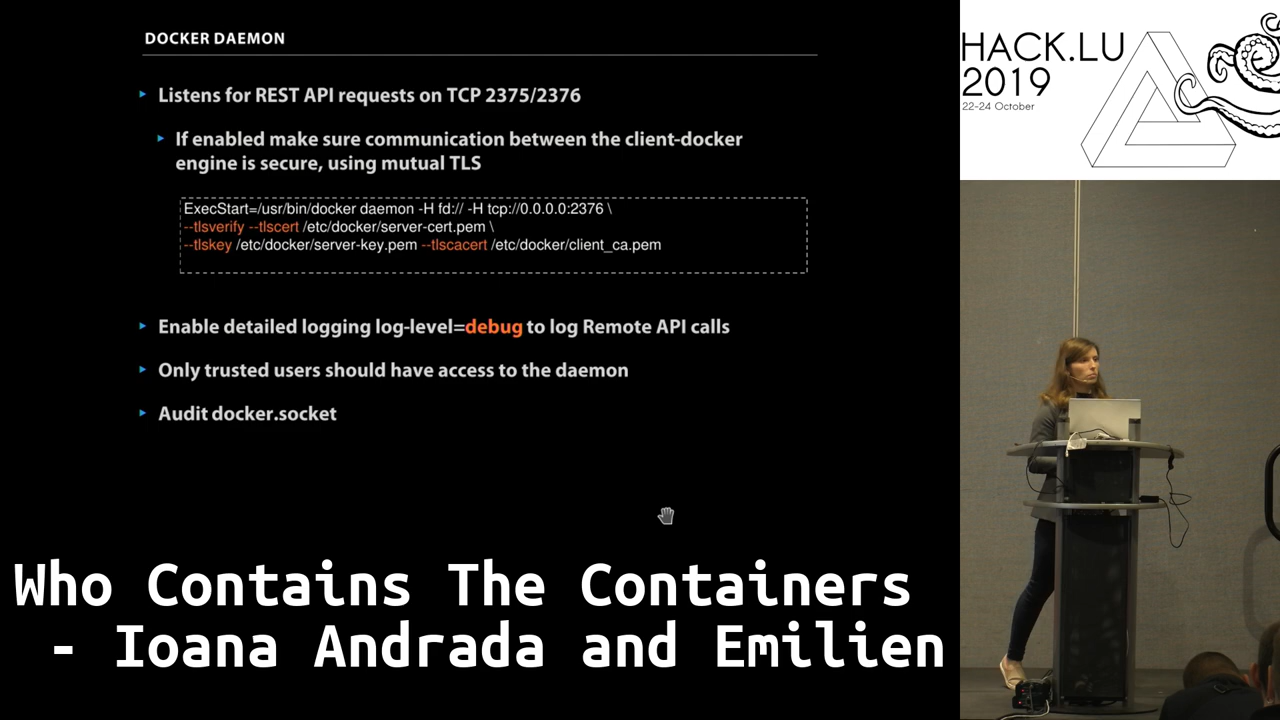 DOCKER DAEMON
Listens for REST API requests on TCP 2375/2376
If enabled make sure communication between the client-docker
engine is secure, using mutual TLS
ExecStart=/usr/bin/docker daemon -H fd:// -H tcp://0.0.0.0:2376 \
--tlsverify --tlscert /etc/docker/server-cert.pem \
--tlskey /etc/docker/server-key.pem --tlscacert /etc/docker/client_ca.pem
Enable detailed logging log-level=debug to log Remote API calls
Only trusted users should have access to the daemon
Audit docker.socket
Who Contains The Containers
- Ioana Andrada and Emilien
HACK.LU
2019
22-24 October